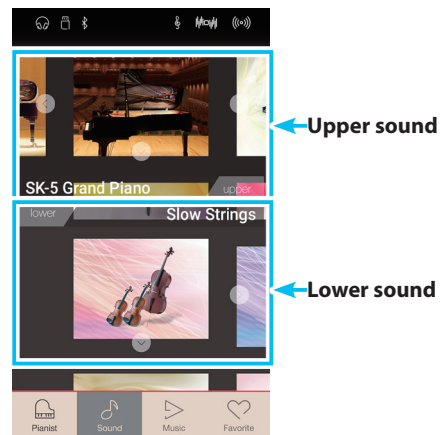 Upper sound
SK-5 Grand Piano
upper
lower
Slow Strings
Lower sound
Pianist
Sound
Music
Favorite